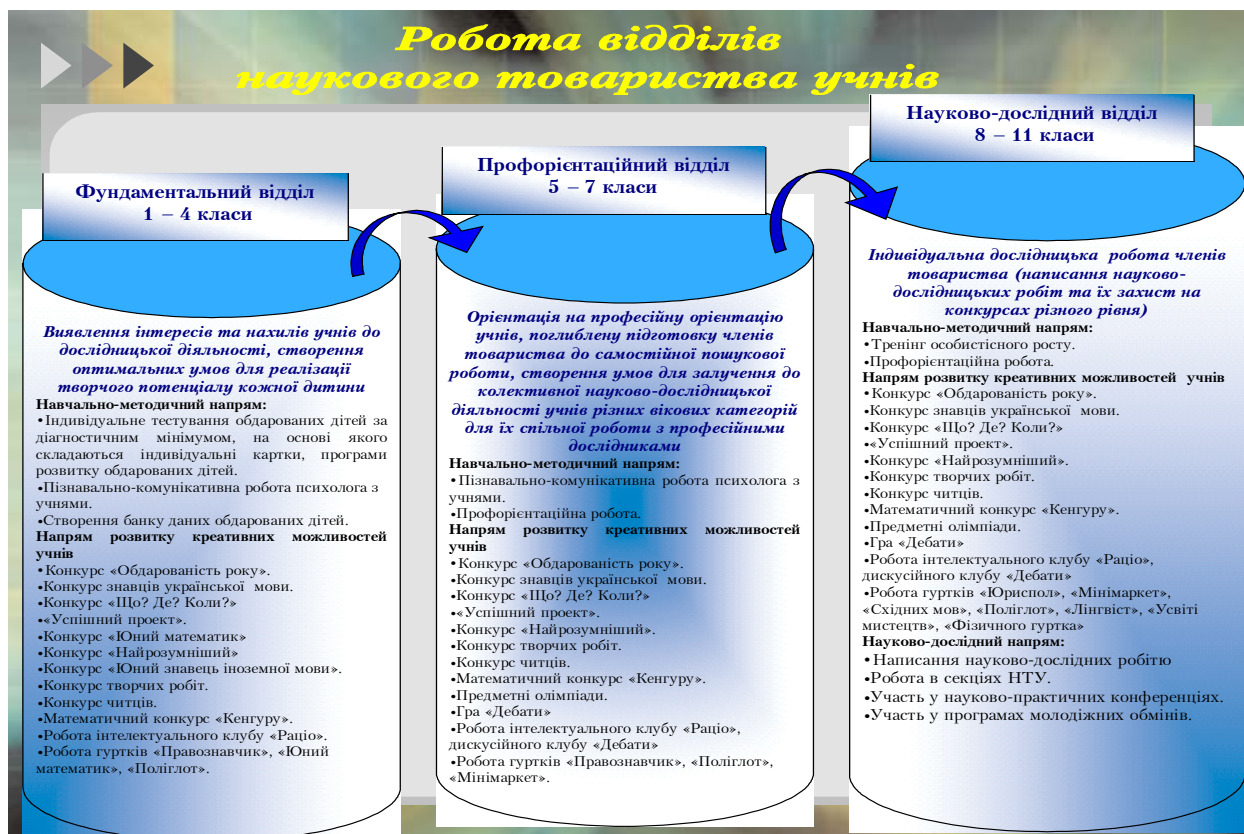 Робота відділів
наукового товариства учнів
Фундаментальний відділ
1 – 4 класи
Виявлення інтересів та нахилів учнів до
дослідницької діяльності, створення
оптимальних умов для реалізації
творчого потенціалу кожної дитини
Навчально-методичний напрям:
•Індивідуальне тестування обдарованих дітей за
діагностичним мінімумом, на основі якого
складаються індивідуальні картки, програми
розвитку обдарованих дітей.
•Пізнавально-комунікативна робота психолога з
учнями.
•Створення банку даних обдарованих дітей.
Напрям розвитку креативних можливостей
учнів
•Конкурс «Обдарованість року».
•Конкурс знавців української мови.
•Конкурс «Що? Де? Коли?»
•«Успішний проект».
•Конкурс «Юний математик»
•Конкурс «Найрозумніший»
•Конкурс «Юний знавець іноземної мови».
•Конкурс творчих робіт.
•Конкурс читців.
•Математичний конкурс «Кенгуру».
•Робота інтелектуального клубу «Раціо».
•Робота гуртків «Правознавчик», «Юний
математик», «Поліглот».
Профорієнтаційний відділ
5 – 7 класи
Орієнтація на професійну орієнтацію
учнів, поглиблену підготовку членів
товариства до самостійної пошукової
роботи, створення умов для залучення до
колективної науково-дослідницької
діяльності учнів різних вікових категорій
для їх спільної роботи з професійними
дослідниками
Навчально-методичний напрям:
•Пізнавально-комунікативна робота психолога з
учнями.
•Профорієнтаційна робота.
Напрям розвитку креативних можливостей
учнів
•Конкурс «Обдарованість року».
•Конкурс знавців української мови.
•Конкурс «Що? Де? Коли?»
•«Успішний проект».
•Конкурс «Найрозумніший».
•Конкурс творчих робіт.
•Конкурс читців.
•Математичний конкурс «Кенгуру».
•Предметні олімпіади.
•Гра «Дебати»
•Робота інтелектуального клубу «Раціо»,
дискусійного клубу «Дебати»
•Робота гуртків «Правознавчик», «Поліглот»,
«Мінімаркет».
Науково-дослідний відділ
8 – 11 класи
Індивідуальна дослідницька робота членів
товариства (написання науково-
дослідницьких робіт та їх захист на
конкурсах різного рівня)
Навчально-методичний напрям:
•Тренінг особистісного росту.
•Профорієнтаційна робота.
Напрям розвитку креативних можливостей учнів
•Конкурс «Обдарованість року».
•Конкурс знавців української мови.
•Конкурс «Що? Де? Коли?»
•«Успішний проект».
•Конкурс «Найрозумніший».
•Конкурс творчих робіт.
•Конкурс читців.
•Математичний конкурс «Кенгуру».
•Предметні олімпіади.
•Гра «Дебати»
•Робота інтелектуального клубу «Раціо»,
дискусійного клубу «Дебати»
•Робота гуртків «Юриспол», «Мінімаркет»,
«Східних мов», «Поліглот», «Лінгвіст», «Усвіті
мистецтв», «Фізичного гуртка»
Науково-дослідний напрям:
•Написання науково-дослідних робітю
•Робота в секціях НТУ.
•Участь у науково-практичних конференціях.
•Участь у програмах молодіжних обмінів.